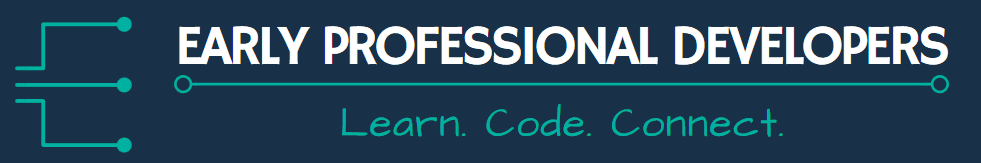 EARLY PROFESSIONAL DEVELOPERS
Learn. Code. Connect.